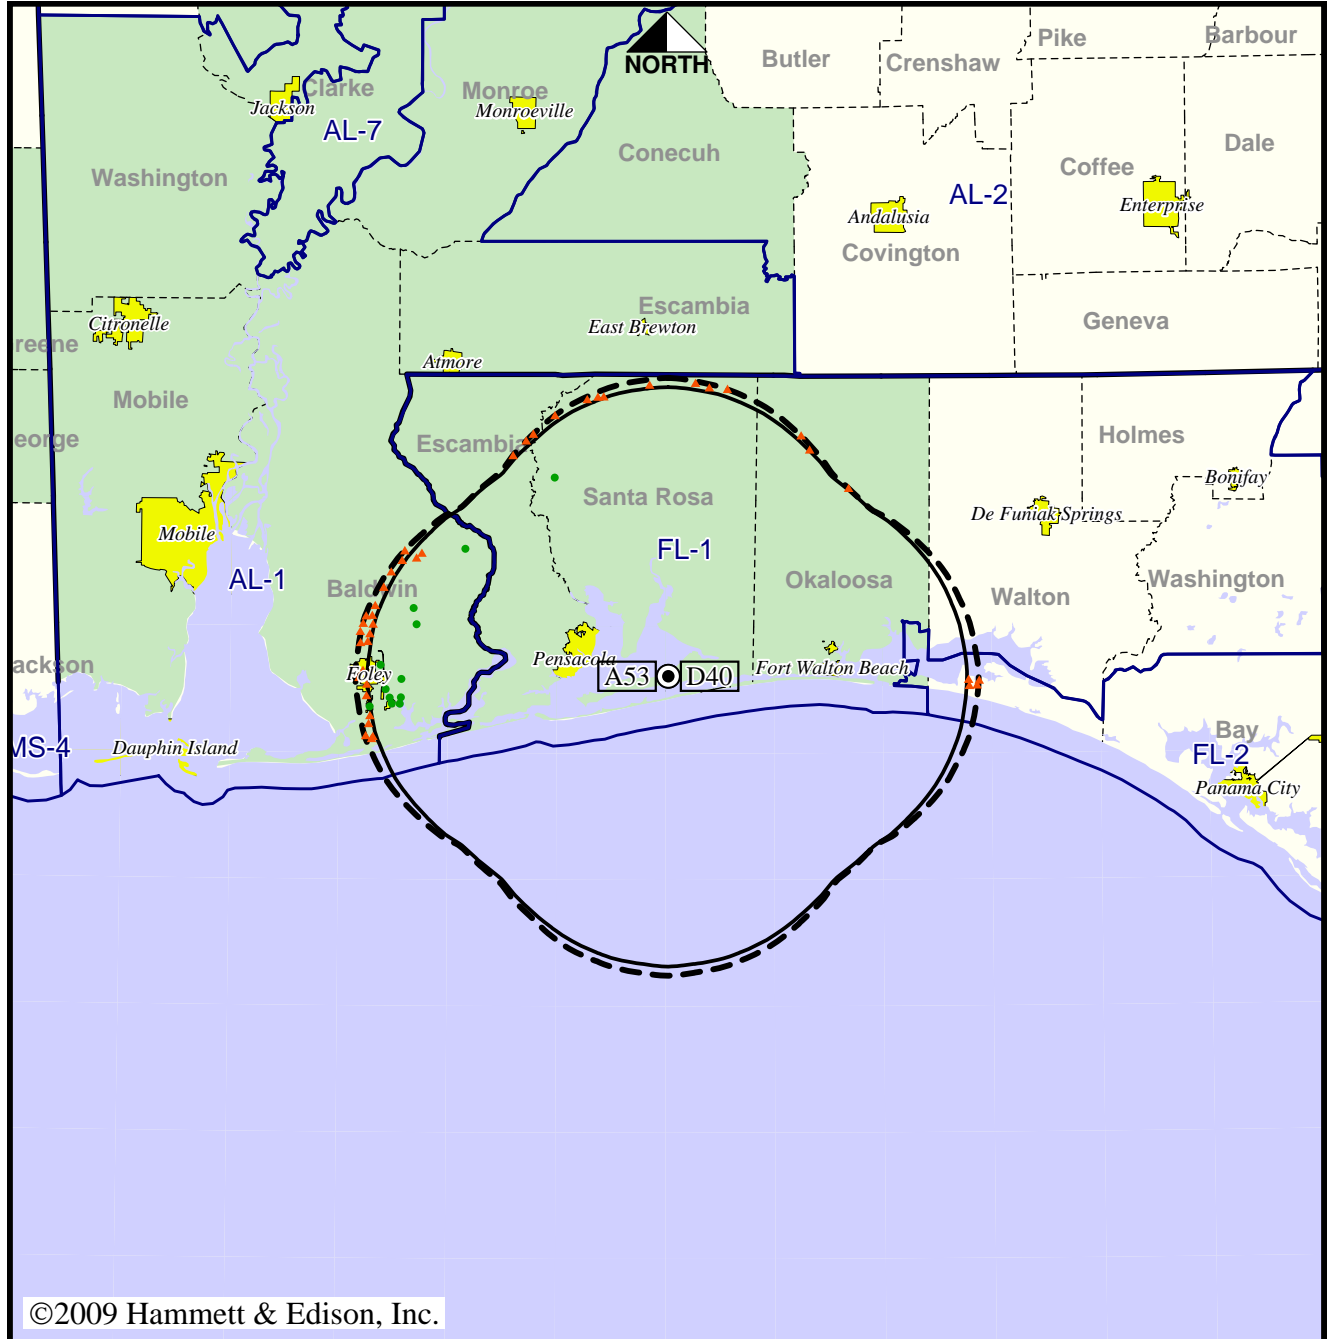 NORTH
Butler
Crenshaw
Pike
Barbour
Clarke
Jackson
AL-7
Monroe
Monroeville
Conecuh
Washington
Coffee
Dale
AL-2
Andalusia
Enterprise
Covington
Escambia
East Brewton
Geneva
Citronelle
reene
Atmore
Mobile
eorge
Escambia
Holmes
Santa Rosa
Bonifay
De Funiak Springs
Mobile
FL-1
AL-1
Baldwin
Okaloosa
Washington
Walton
ackson
Foley
Pensacola
A53
D40
Fort Walton Beach
MS-4
Dauphin Island
Bay
FL-2
Panama City
©2009 Hammett & Edison, Inc.